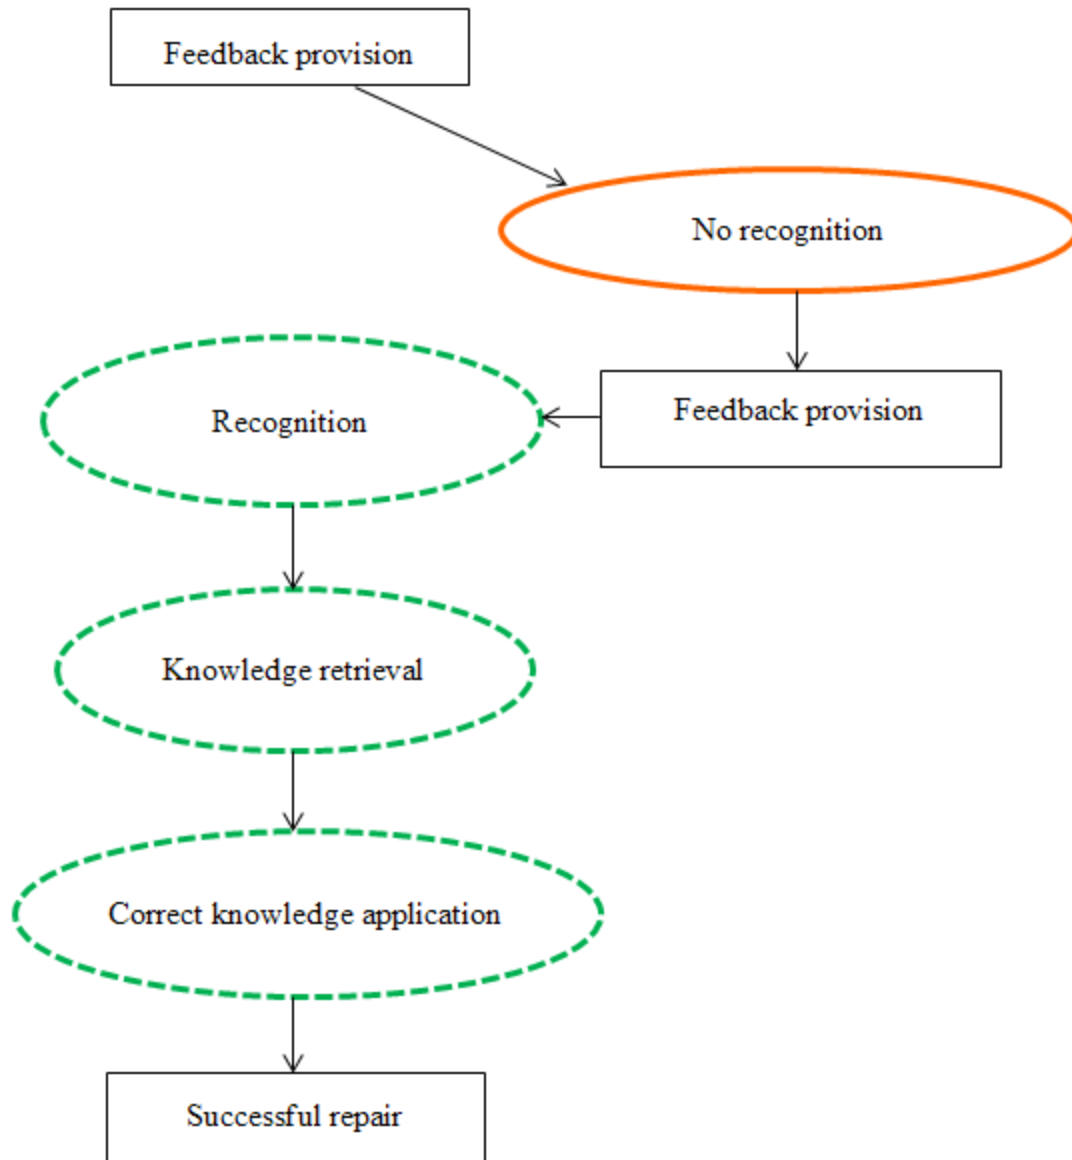 Feedback provision
No recognition
Feedback provision
Recognition
Knowledge retrieval
Correct knowledge application
Successful repair